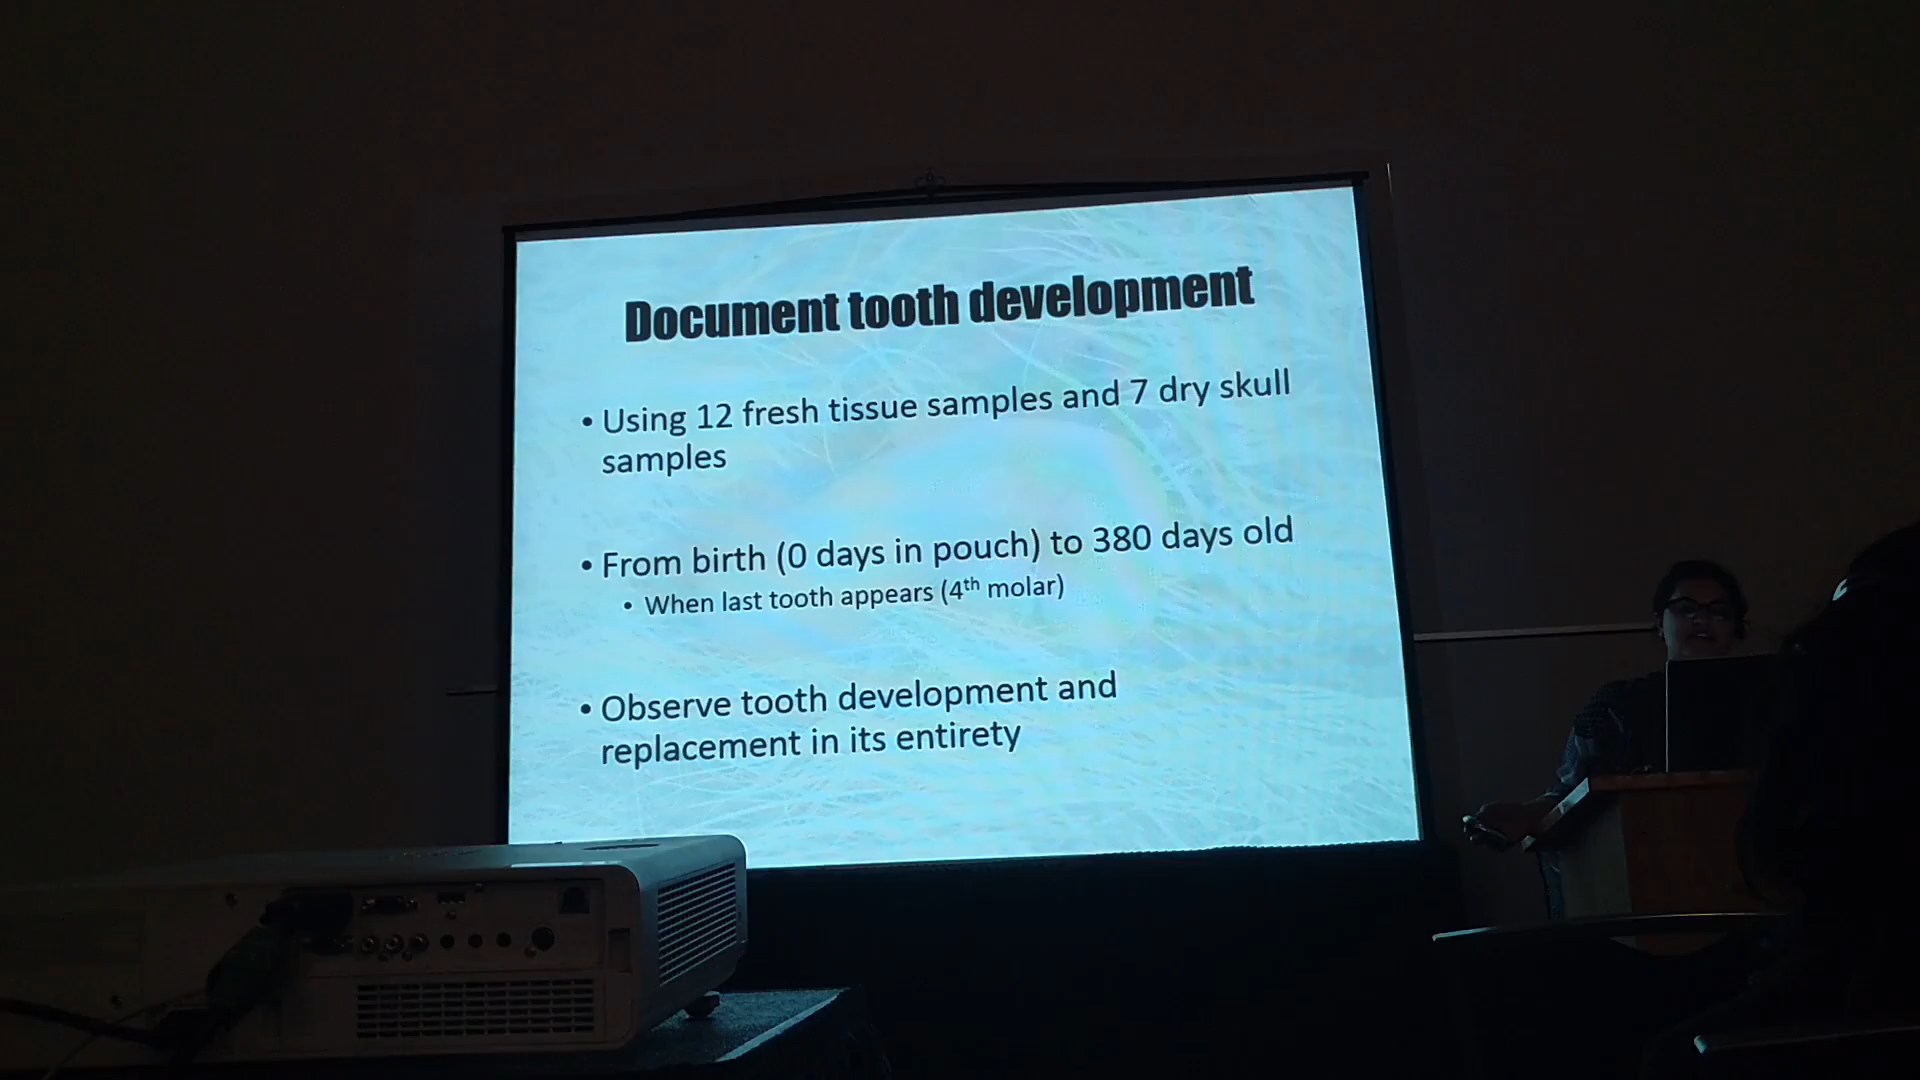 Document tooth development
• Using 12 fresh tissue samples and 7 dry skull
samples
• From birth (0 days in pouch) to 380 days old
• When last tooth appears (4th molar)
• Observe tooth development and
replacement in its entirety